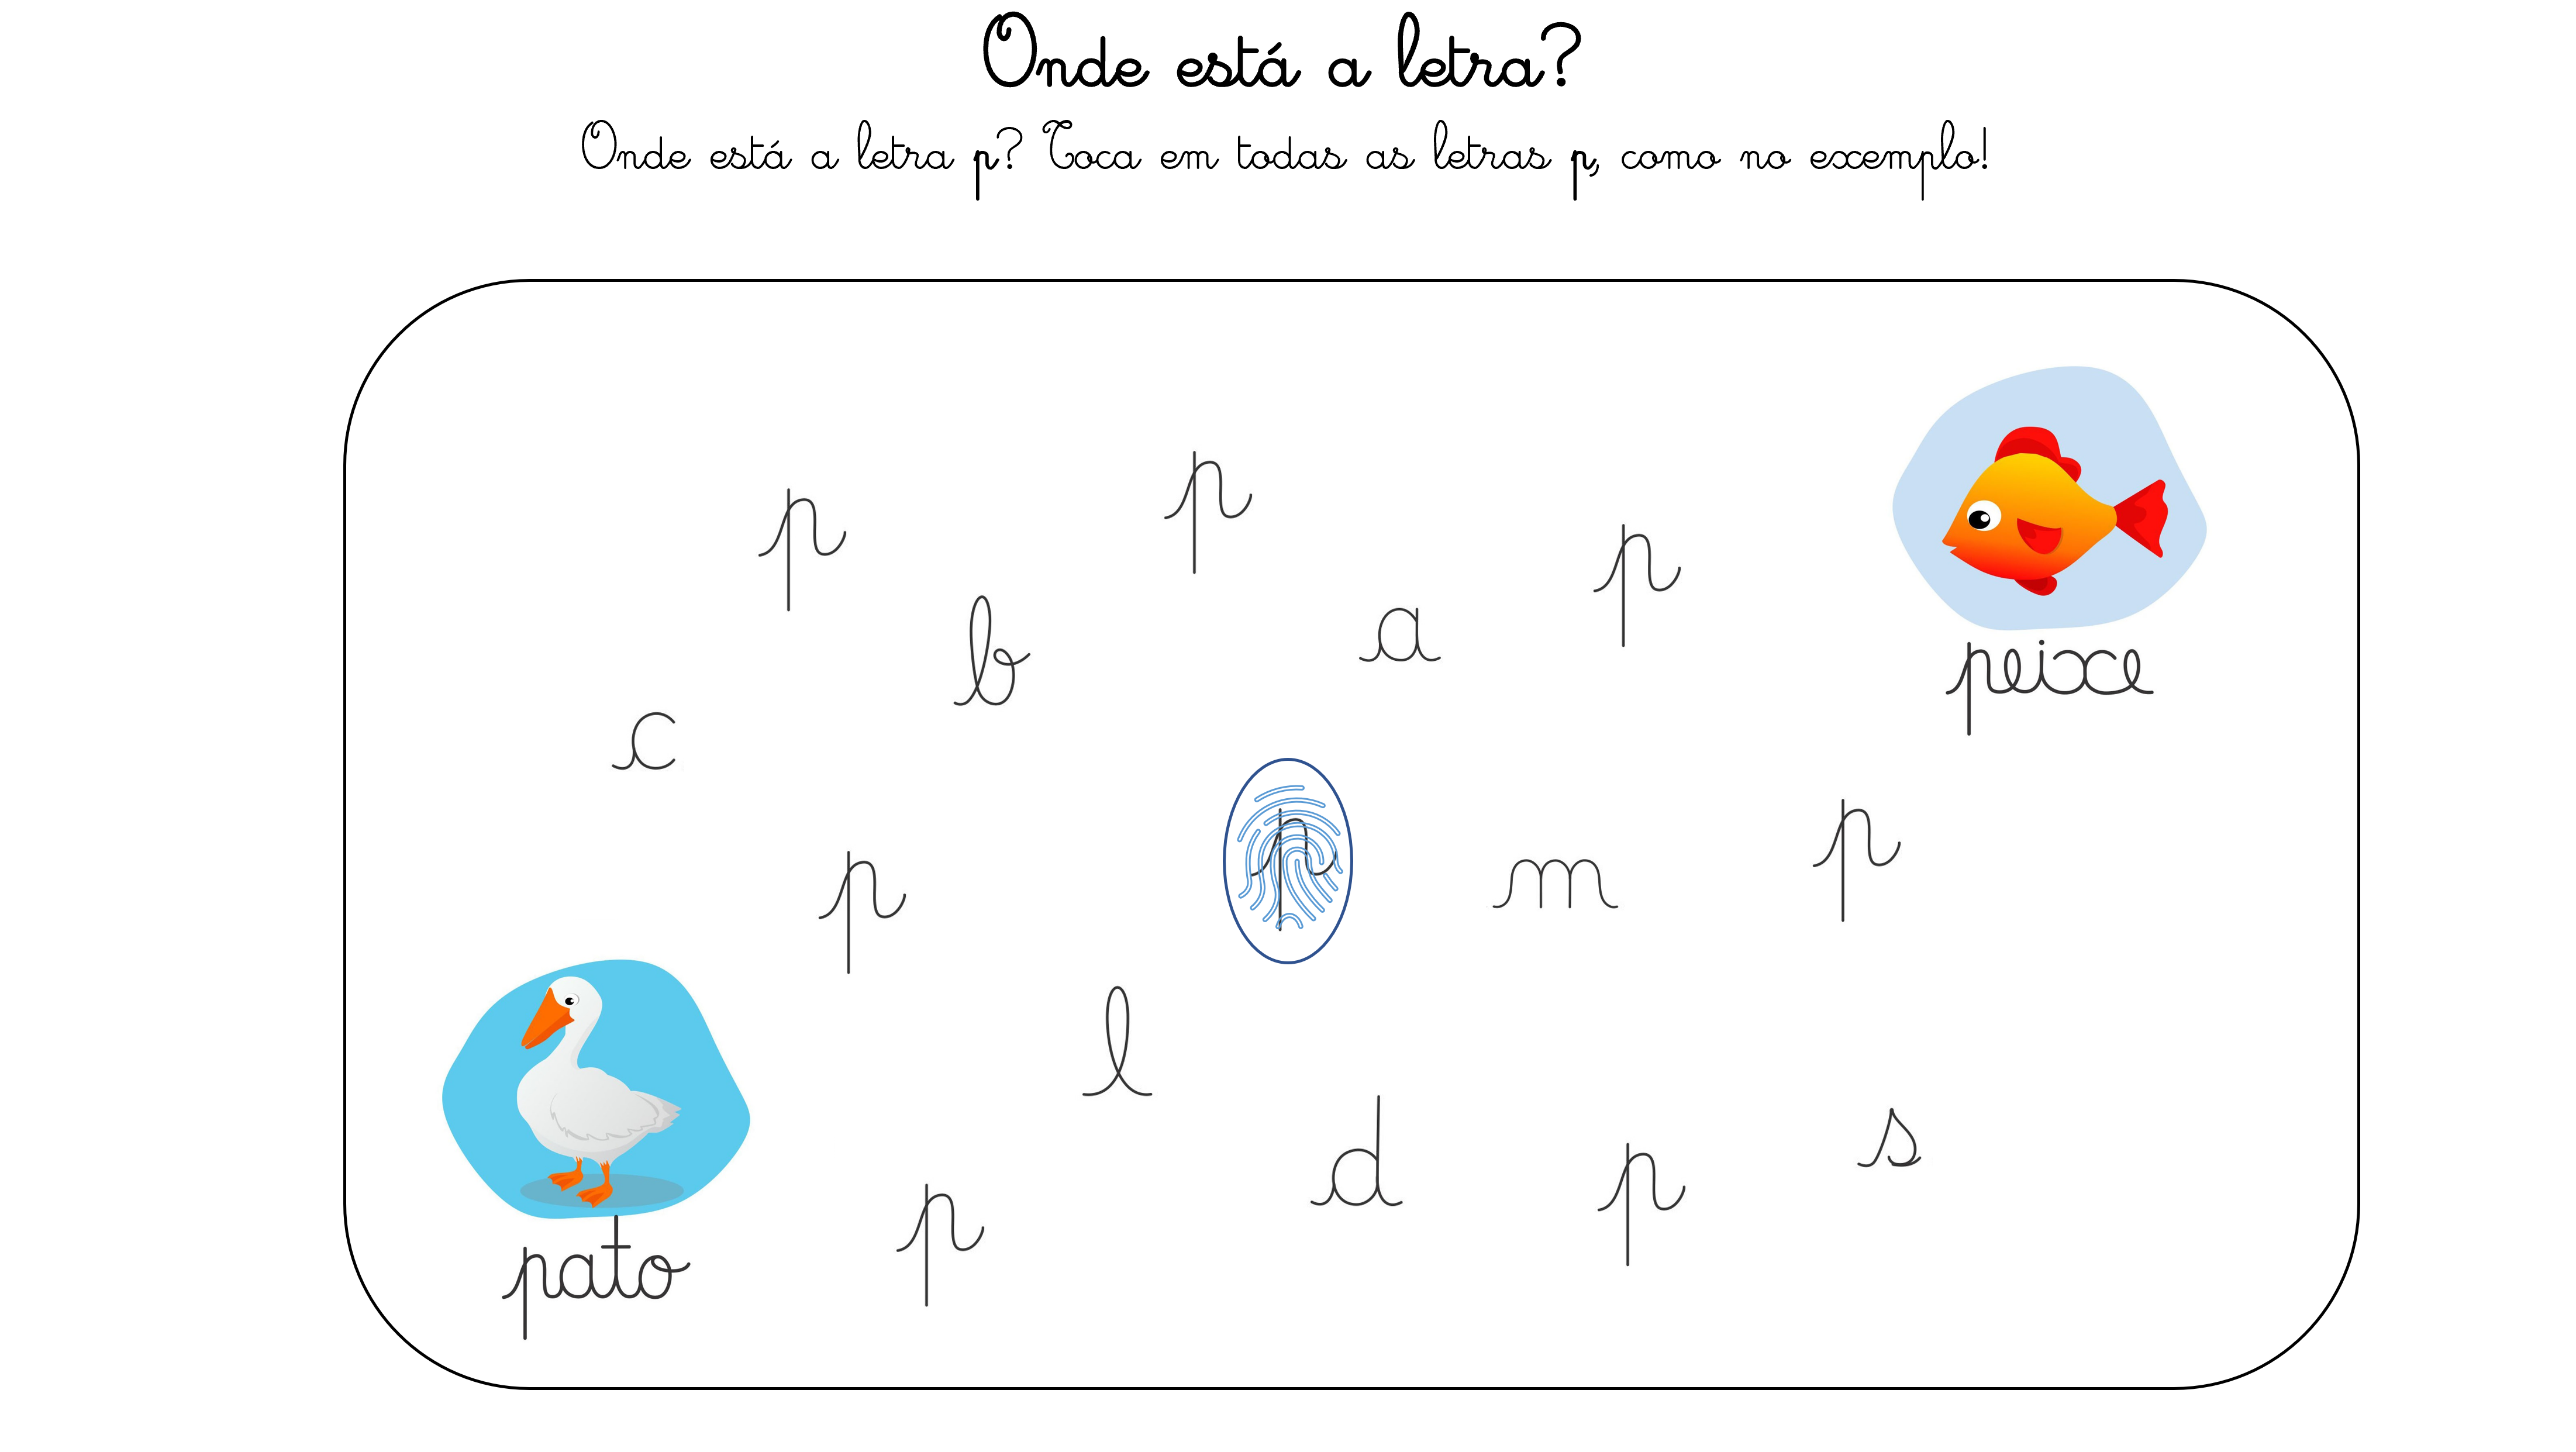 Onde está a letra?
Onde está a letra p? Toca em todas as letras p, como no exemplo!
p
p
p
b
a
peixe
c
p
p
m
p
l
d
p
s
p
pato